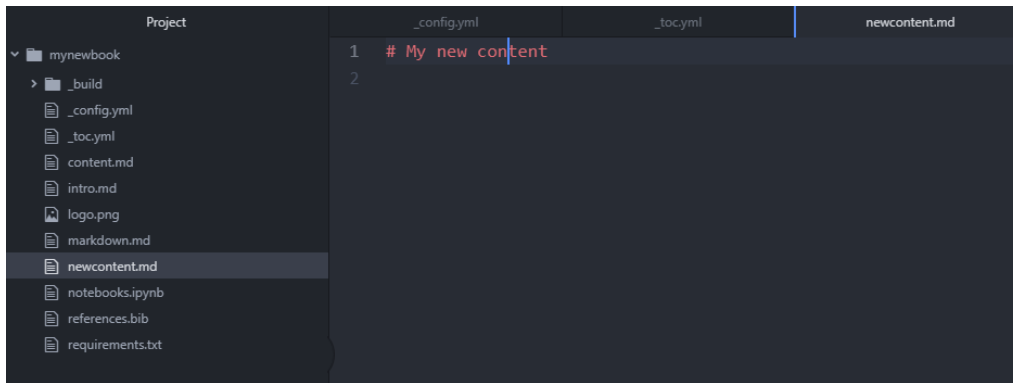 Project
mynewbook
_build
_config.yml
_toc.yml
content.md
intro.md
logo.png
markdown.md
newcontent.md
notebooks.ipynb
references.bib
requirements.txt
_config.yml
_toc.yml
newcontent.md
1 # My new content
2